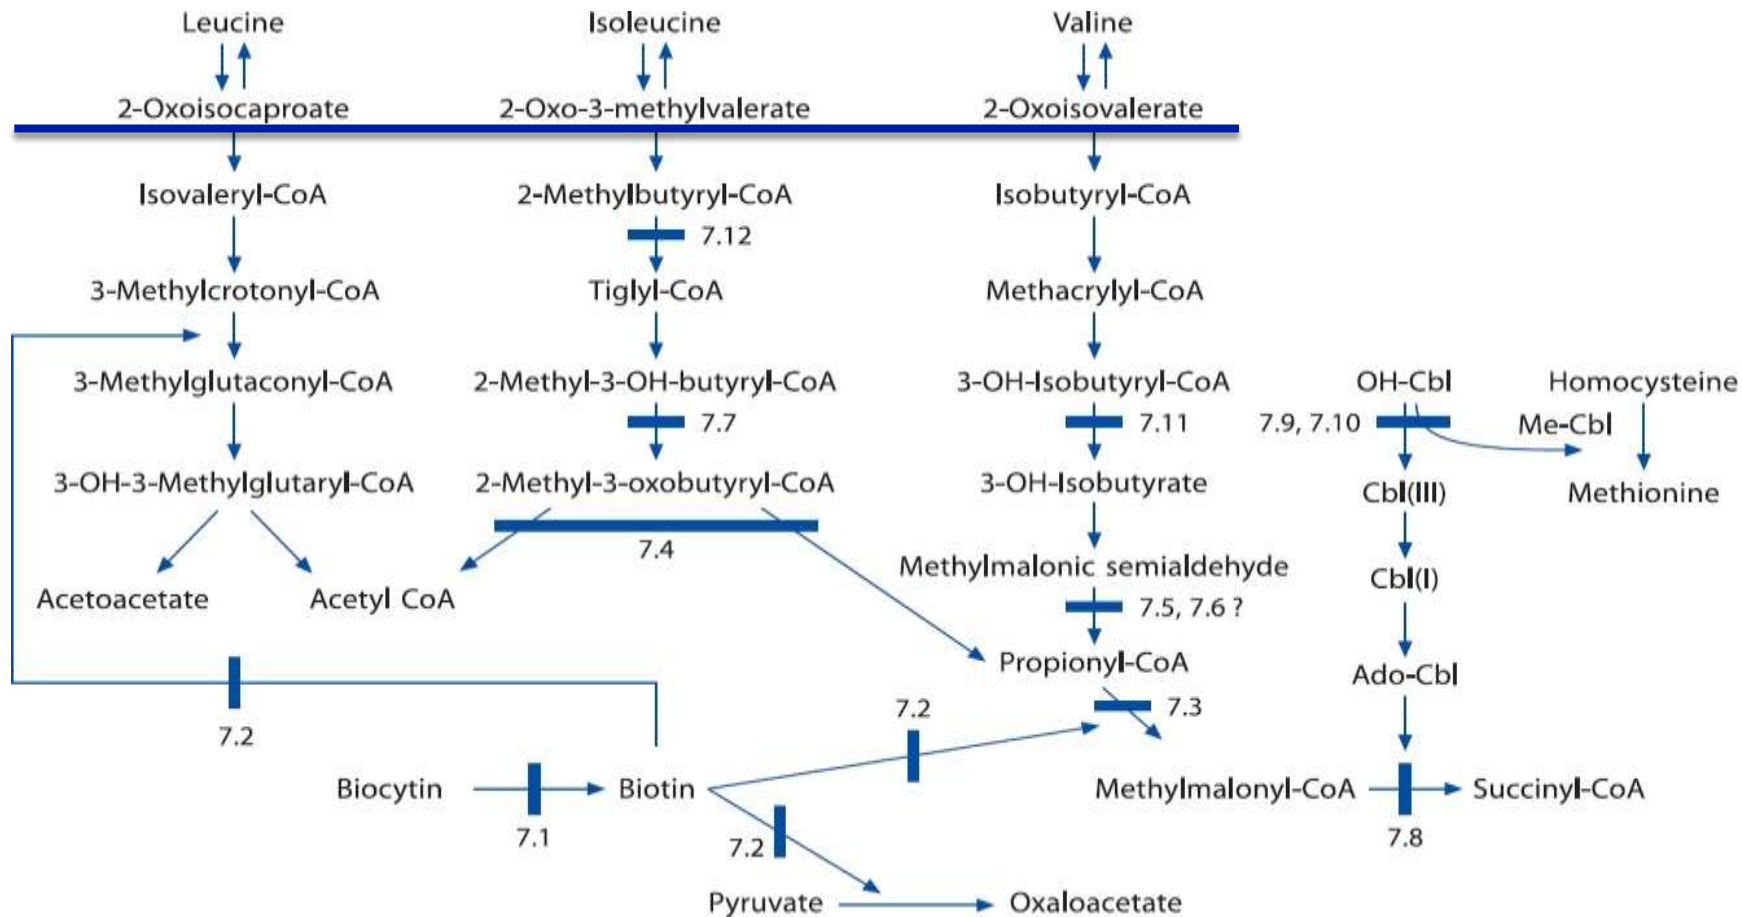 Leucine
Isoleucine
Valine
2-Oxoisocaproate
2-Oxo-3-methylvalerate
2-Oxoisovalerate
Isovaleryl-CoA
2-Methylbutyryl-CoA
Isobutyryl-CoA
7.12
3-Methylcrotonyl-CoA
Tiglyl-CoA
Methacrylyl-CoA
3-Methylglutaconyl-CoA
2-Methyl-3-OH-butyryl-CoA
3-OH-Isobutyryl-CoA
OH-Cbl
Homocysteine
7.7
7.11
7.9, 7.10
Me-Cbl
3-OH-3-Methylglutaryl-CoA
2-Methyl-3-oxobutyryl-CoA
3-OH-Isobutyrate
Cbl(III)
Methionine
7.4
Methylmalonic semialdehyde
Cbl(I)
Acetoacetate
Acetyl CoA
7.5, 7.6 ?
Propionyl-CoA
Ado-Cbl
7.2
7.2
7.3
Biocytin
Biotin
Methylmalonyl-CoA
Succinyl-CoA
7.1
7.2
7.8
Pyruvate
Oxaloacetate